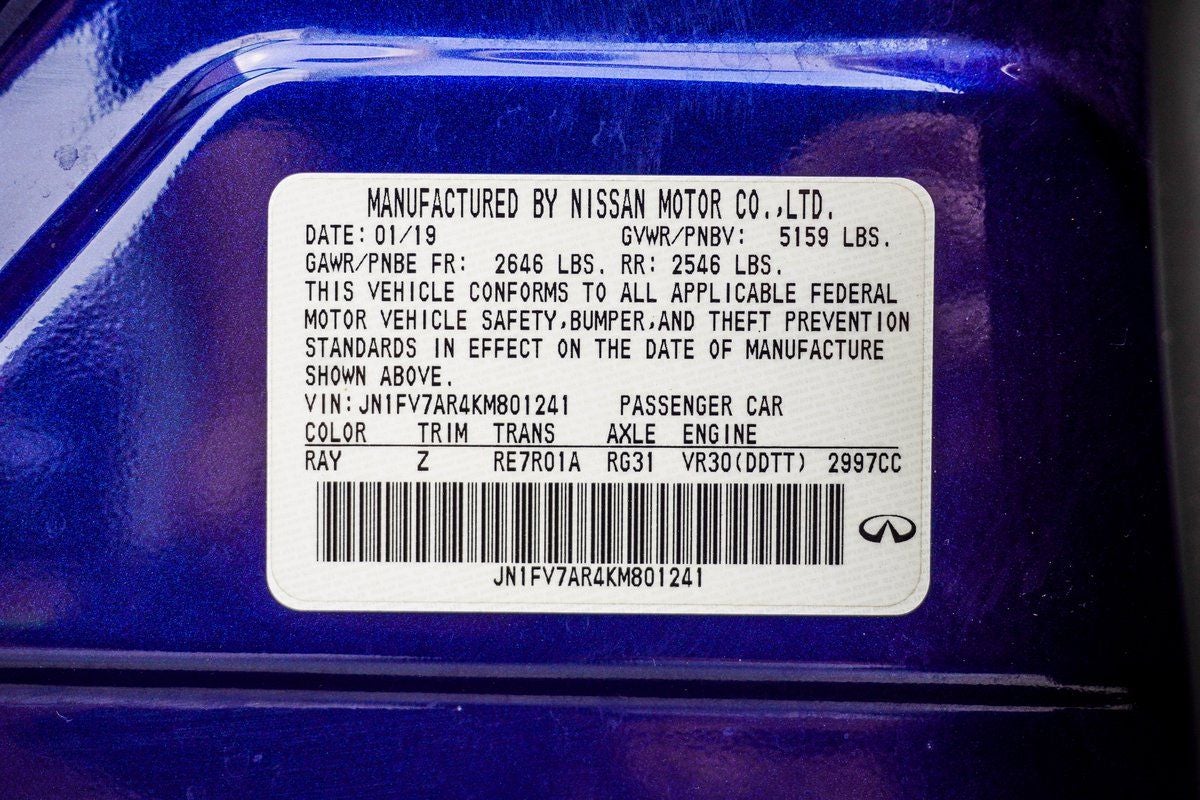 MANUFACTURED BY NISSAN MOTOR CO.,LTD.
DATE: 01/19 GVWR/PNBV: 5159 LBS.
GAWR/PNBE FR: 2646 LBS. RR: 2546 LBS.
THIS VEHICLE CONFORMS TO ALL APPLICABLE FEDERAL
MOTOR VEHICLE SAFETY,BUMPER,AND THEFT PREVENTION
STANDARDS IN EFFECT ON THE DATE OF MANUFACTURE
SHOWN ABOVE.
VIN: JN1FV7AR4KM801241 PASSENGER CAR
COLOR TRIM TRANS AXLE ENGINE
RAY Z RE7R01A RG31 VR30(DDTT) 2997CC
JN1FV7AR4KM801241